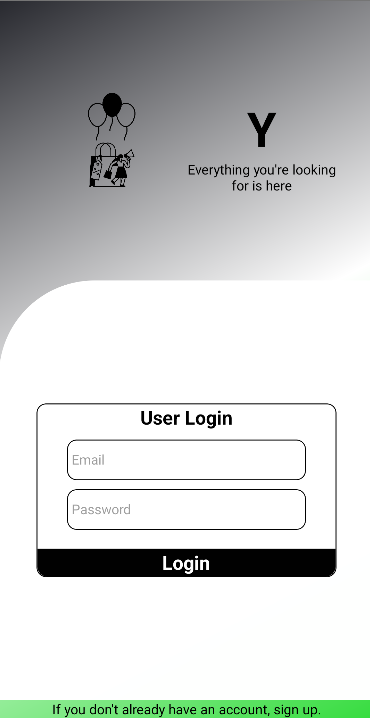 Y
Everything you're looking
for is here
User Login
Email
Password
Login
If you don't already have an account, sign up.